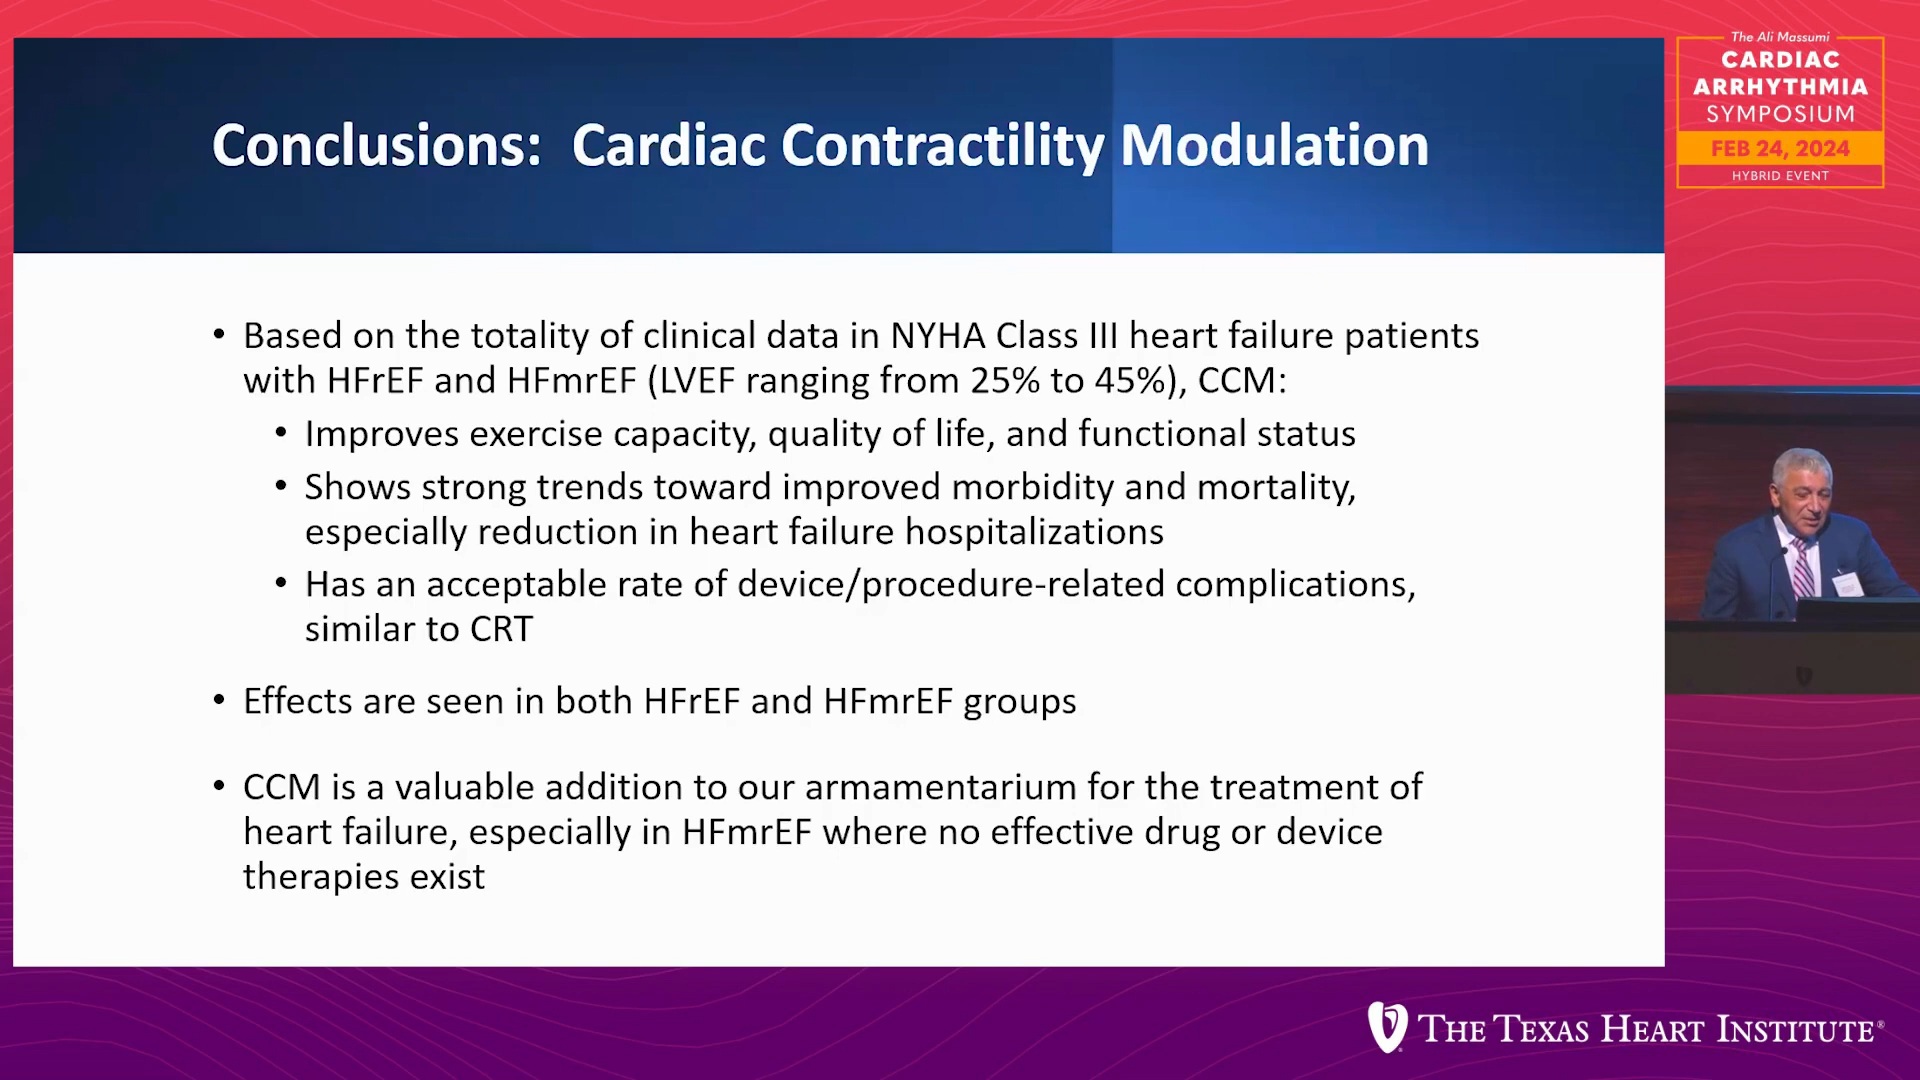 Conclusions: Cardiac Contractility Modulation
• Based on the totality of clinical data in NYHA Class III heart failure patients
with HFrEF and HFmrEF (LVEF ranging from 25% to 45%), CCM:
• Improves exercise capacity, quality of life, and functional status
• Shows strong trends toward improved morbidity and mortality,
especially reduction in heart failure hospitalizations
• Has an acceptable rate of device/procedure-related complications,
similar to CRT
• Effects are seen in both HFrEF and HFmrEF groups
• CCM is a valuable addition to our armamentarium for the treatment of
heart failure, especially in HFmrEF where no effective drug or device
therapies exist
The Ali Massumi
CARDIAC
ARRHYTHMIA
SYMPOSIUM
FEB 24, 2024
HYBRID EVENT
THE TEXAS HEART INSTITUTE®